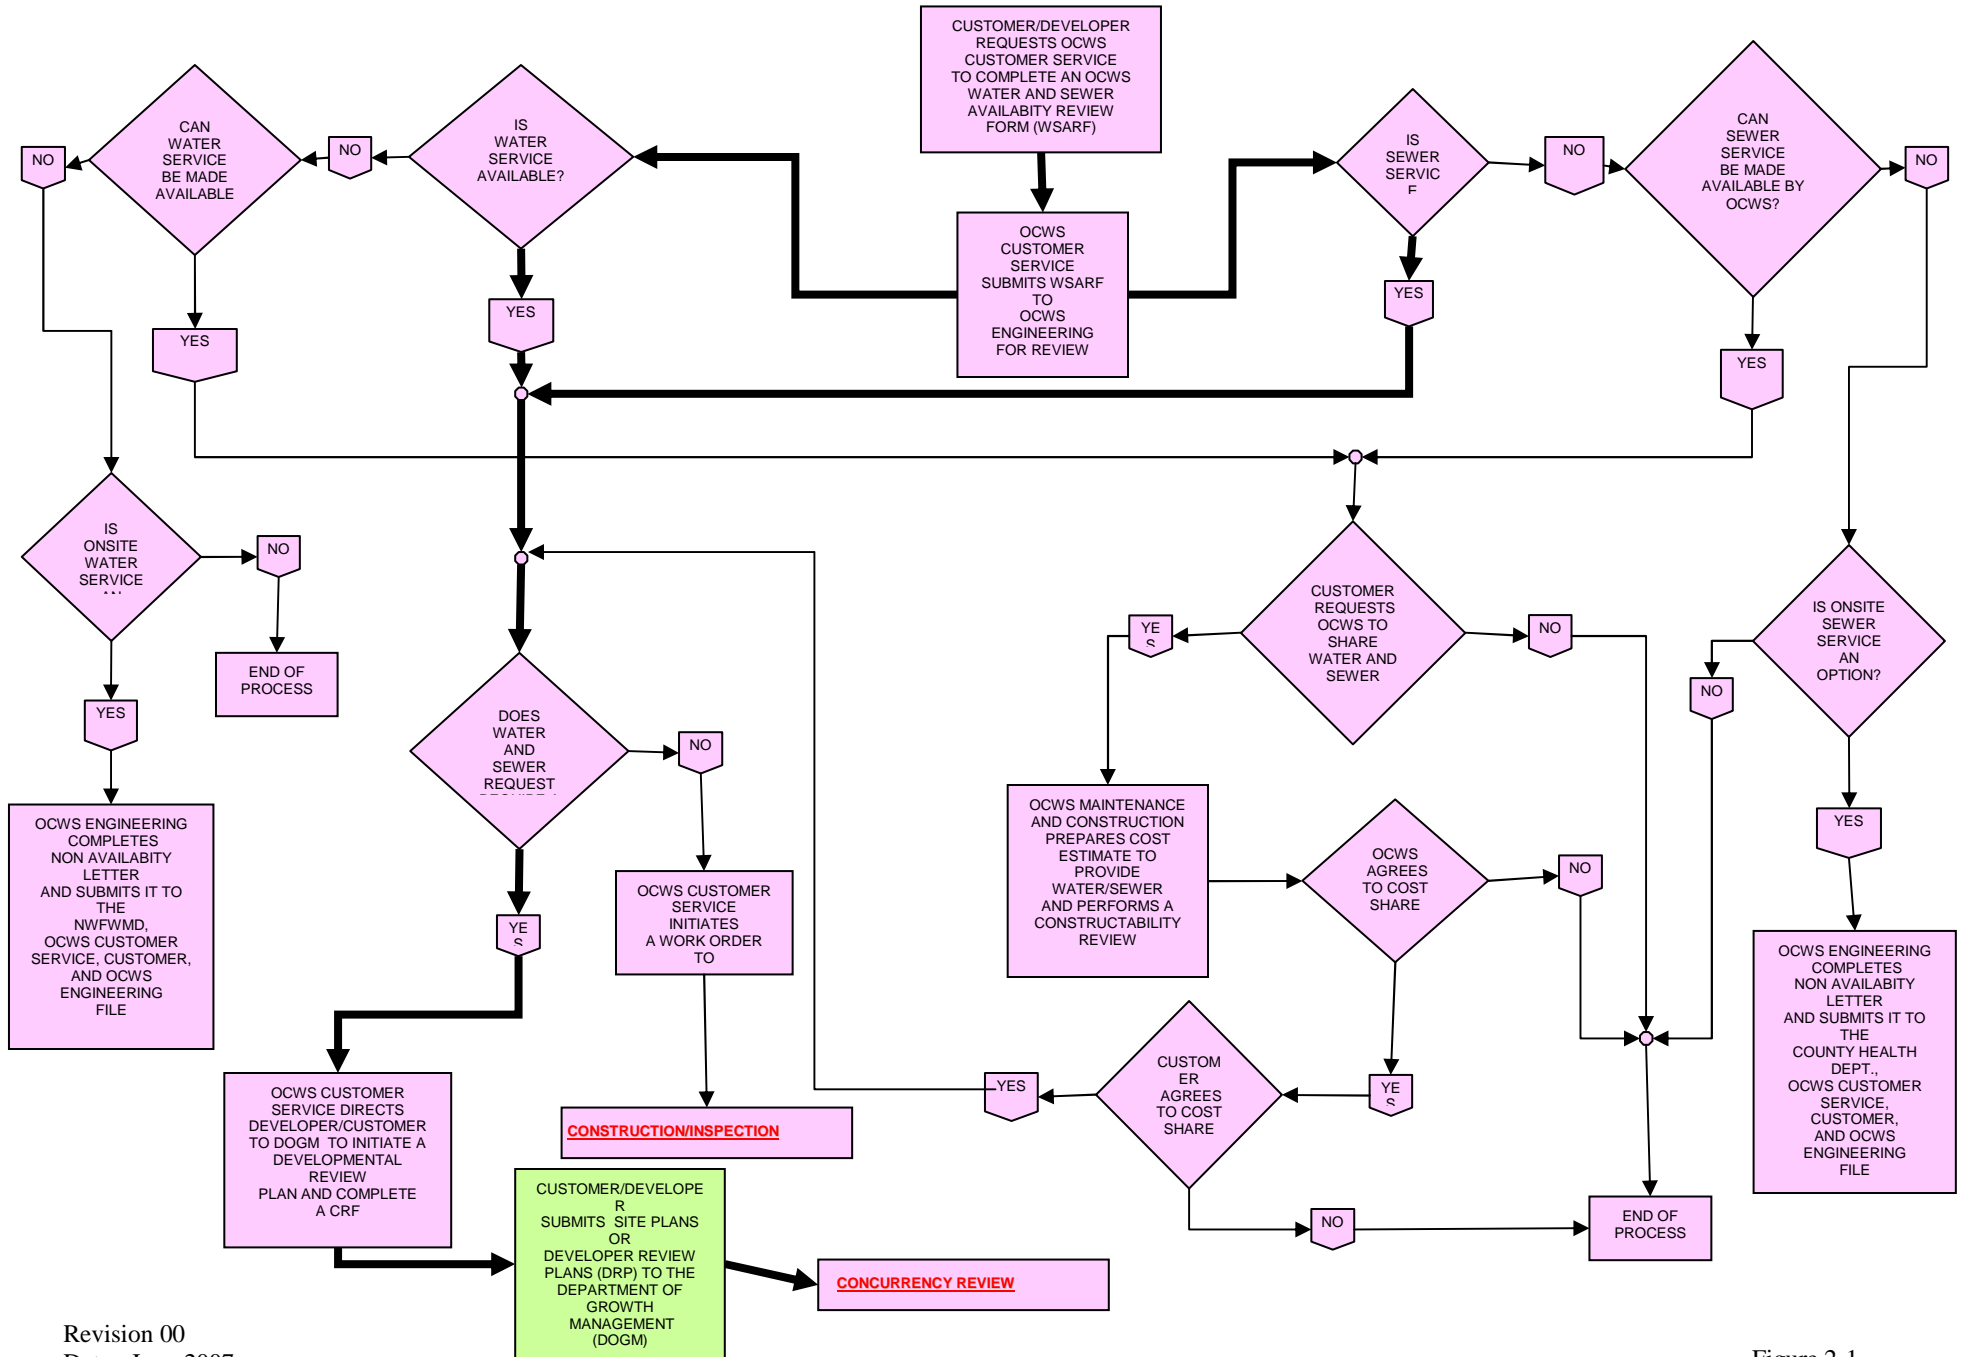 CUSTOMER/DEVELOPER
REQUESTS OCWS
CUSTOMER SERVICE
TO COMPLETE AN OCWS
WATER AND SEWER
AVAILABITY REVIEW
FORM (WSARF)
CAN
WATER
SERVICE
BE MADE
AVAILABLE
NO
NO
IS
WATER
SERVICE
AVAILABLE?
IS
SEWER
SERVIC
NO
CAN
SEWER
SERVICE
BE MADE
AVAILABLE BY
OCWS?
NO
OCWS
CUSTOMER
SERVICE
SUBMITS WSARF
TO
OCWS
ENGINEERING
FOR REVIEW
YES
YES
YES
YES
IS
ONSITE
WATER
SERVICE
NO
END OF
PROCESS
YES
OCWS ENGINEERING
COMPLETES
NON AVAILABITY
LETTER
AND SUBMITS IT TO
THE
NWFWMD,
OCWS CUSTOMER
SERVICE, CUSTOMER,
AND OCWS
ENGINEERING
FILE
DOES
WATER
AND
SEWER
REQUEST
NO
YE
S
OCWS CUSTOMER
SERVICE
INITIATES
A WORK ORDER
TO
CONSTRUCTION/INSPECTION
OCWS CUSTOMER
SERVICE DIRECTS
DEVELOPER/CUSTOMER
TO DOGM TO INITIATE A
DEVELOPMENTAL
REVIEW
PLAN AND COMPLETE
A CRF
CUSTOMER/DEVELOPE
R
SUBMITS SITE PLANS
OR
DEVELOPER REVIEW
PLANS (DRP) TO THE
DEPARTMENT OF
GROWTH
MANAGEMENT
(DOGM)
CONCURRENCY REVIEW
CUSTOMER
REQUESTS
OCWS TO
SHARE
WATER AND
SEWER
YE
S
NO
OCWS MAINTENANCE
AND CONSTRUCTION
PREPARES COST
ESTIMATE TO
PROVIDE
WATER/SEWER
AND PERFORMS A
CONSTRUCTABILITY
REVIEW
OCWS
AGREES
TO COST
SHARE
NO
YE
S
CUSTOM
ER
AGREES
TO COST
SHARE
YES
NO
END OF
PROCESS
IS ONSITE
SEWER
SERVICE
AN
OPTION?
NO
YES
OCWS ENGINEERING
COMPLETES
NON AVAILABITY
LETTER
AND SUBMITS IT TO
THE
COUNTY HEALTH
DEPT.,
OCWS CUSTOMER
SERVICE,
CUSTOMER,
AND OCWS
ENGINEERING
FILE
Revision 00